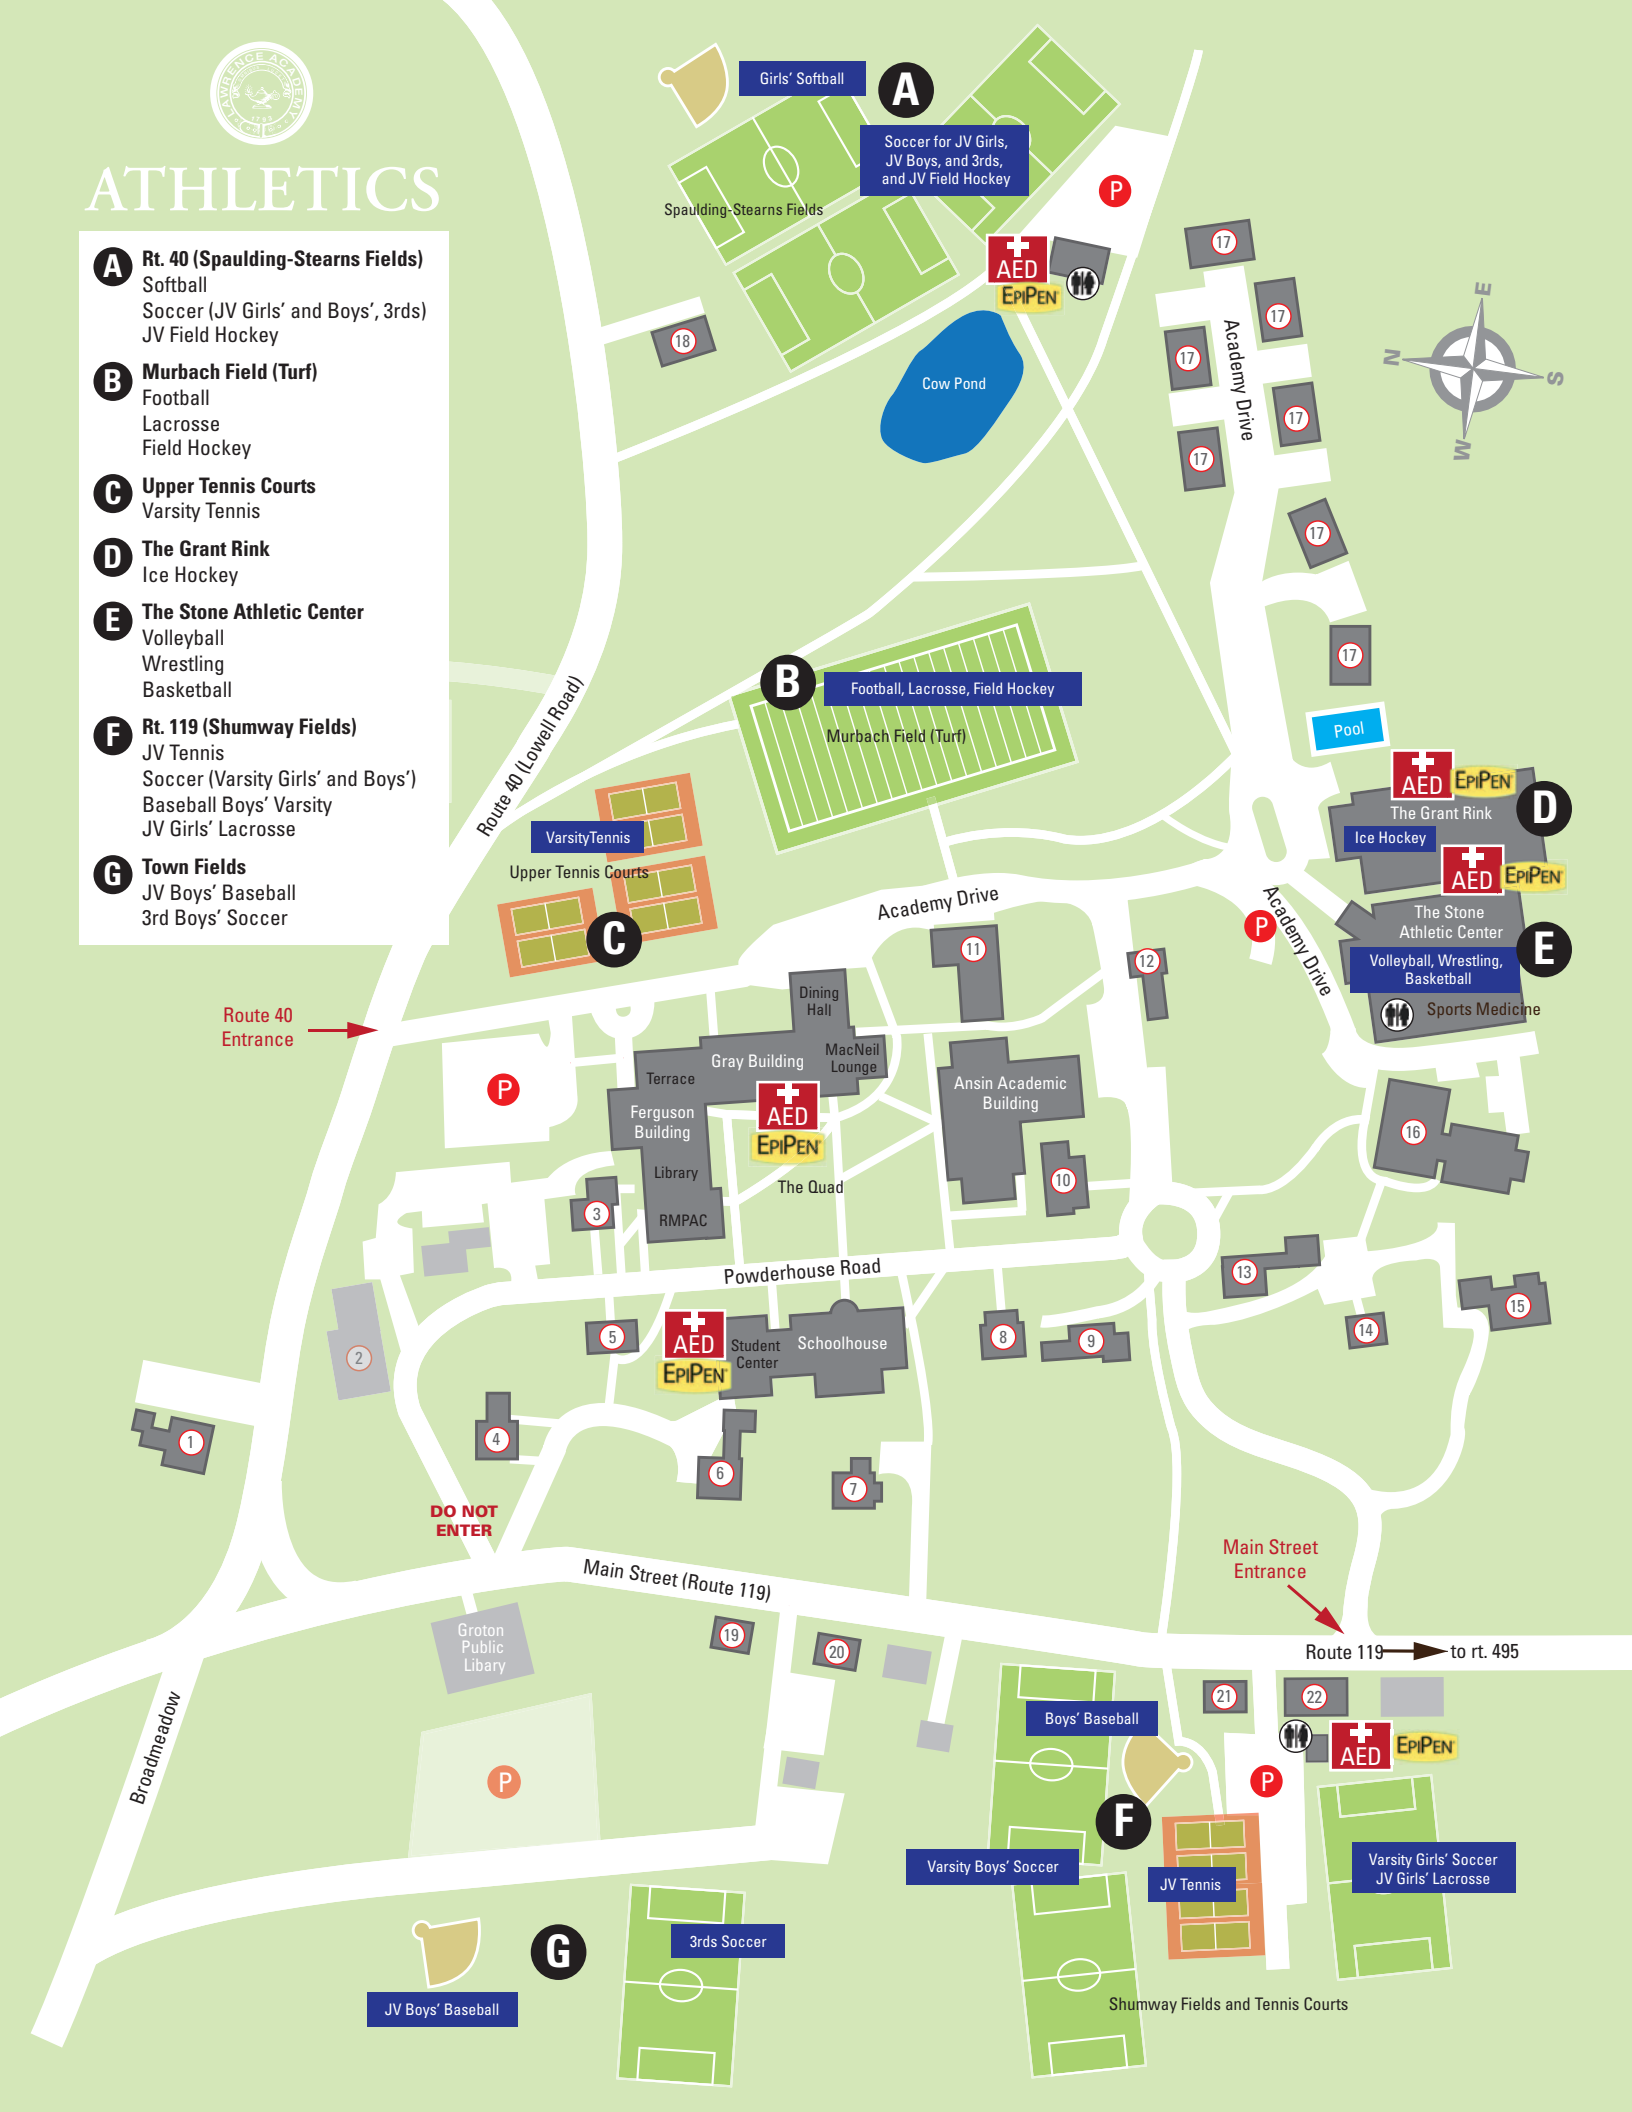 LAWRENCE ACADEMY
1793
ATHLETICS
A
Rt. 40 (Spaulding-Stearns Fields)
Softball
Soccer (JV Girls’ and Boys’, 3rds)
JV Field Hockey
B
Murbach Field (Turf)
Football
Lacrosse
Field Hockey
C
Upper Tennis Courts
Varsity Tennis
D
The Grant Rink
Ice Hockey
E
The Stone Athletic Center
Volleyball
Wrestling
Basketball
F
Rt. 119 (Shumway Fields)
JV Tennis
Soccer (Varsity Girls’ and Boys’)
Baseball Boys’ Varsity
JV Girls’ Lacrosse
G
Town Fields
JV Boys’ Baseball
3rd Boys’ Soccer
Girls’ Softball
A
Soccer for JV Girls,
JV Boys, and 3rds,
and JV Field Hockey
Spaulding-Stearns Fields
P
AED
EPIPEN
17
17
17
17
17
17
17
17
Academy Drive
E
N
S
W
18
Cow Pond
B
Football, Lacrosse, Field Hockey
Murbach Field (Turf)
Route 40 (Lowell Road)
Pool
AED
EPIPEN
The Grant Rink
D
Ice Hockey
AED
EPIPEN
The Stone
Athletic Center
E
Volleyball, Wrestling,
Basketball
Sports Medicine
VarsityTennis
Upper Tennis Courts
C
Academy Drive
P
Academy Drive
11
12
Route 40
Entrance
P
Dining
Hall
Gray Building
MacNeil
Lounge
Terrace
AED
EPIPEN
Ferguson
Building
Library
RMPAC
The Quad
Ansin Academic
Building
10
16
3
Powderhouse Road
13
14
15
2
5
AED
EPIPEN
Student
Center
Schoolhouse
8
9
1
4
6
7
DO NOT
ENTER
Main Street (Route 119)
Main Street
Entrance
Route 119
to rt. 495
Groton
Public
Libary
19
20
21
22
Broadmeadow
P
Boys’ Baseball
AED
EPIPEN
P
F
Varsity Boys’ Soccer
JV Tennis
Varsity Girls’ Soccer
JV Girls’ Lacrosse
G
3rds Soccer
JV Boys’ Baseball
Shumway Fields and Tennis Courts